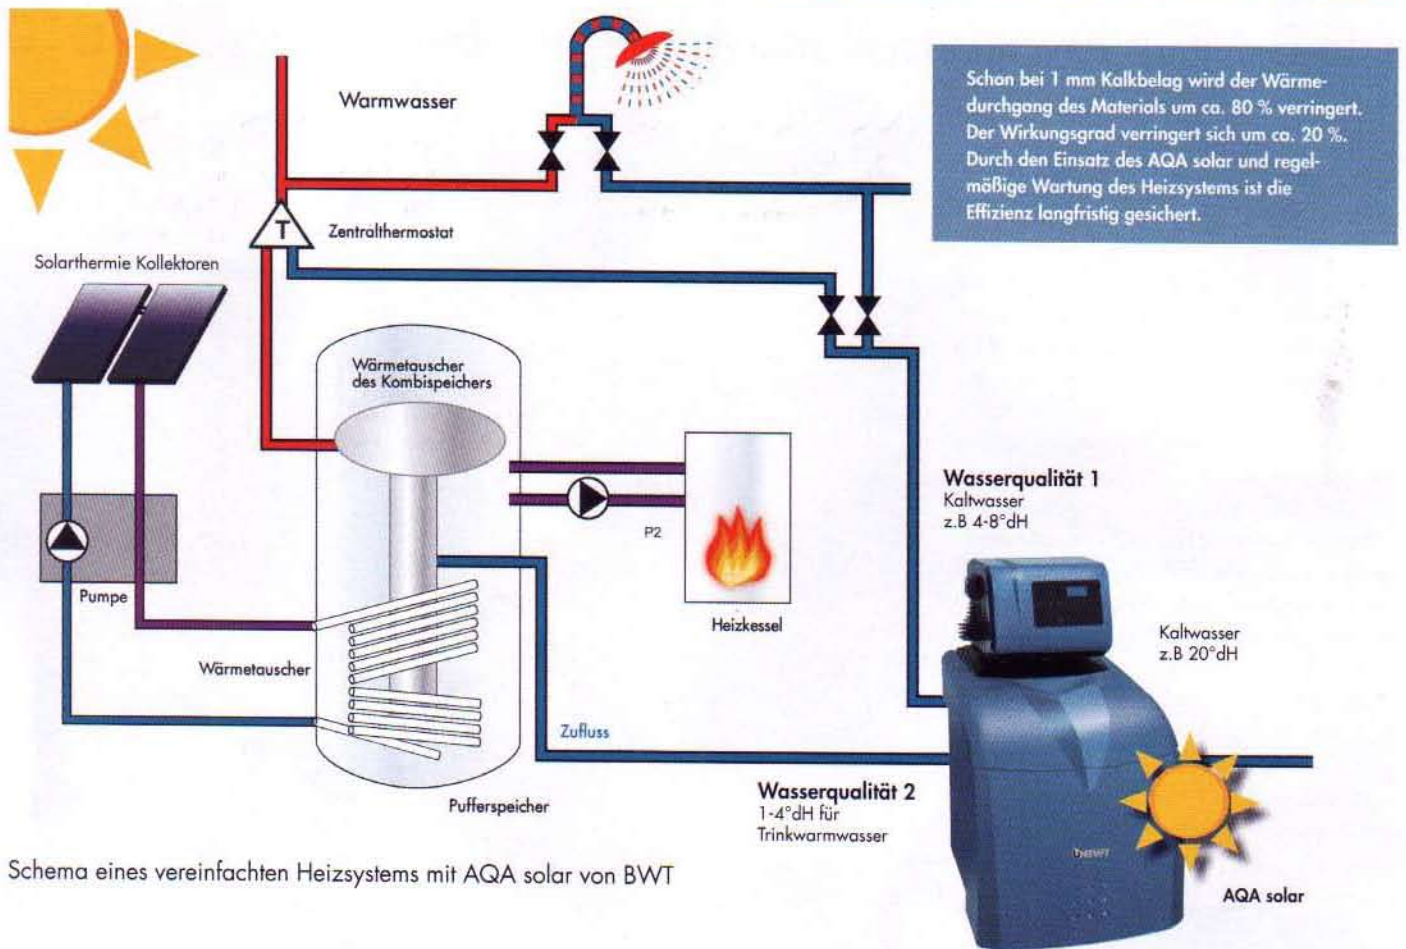 Warmwasser
Schon bei 1 mm Kalkbelag wird der Wärme-
durchgang des Materials um ca. 80 % verringert.
Der Wirkungsgrad verringert sich um ca. 20 %.
Durch den Einsatz des AQA solar und regel-
mäßige Wartung des Heizsystems ist die
Effizienz langfristig gesichert.
T
Zentralthermostat
Solarthermie Kollektoren
Wärmetauscher
des Kombispeichers
Wasserqualität 1
Kaltwasser
z.B 4-8°dH
P2
Pumpe
Heizkessel
Kaltwasser
z.B 20°dH
Wärmetauscher
Zufluss
Pufferspeicher
Wasserqualität 2
1-4°dH für
Trinkwarmwasser
BWT
Schema eines vereinfachten Heizsystems mit AQA solar von BWT
AQA solar